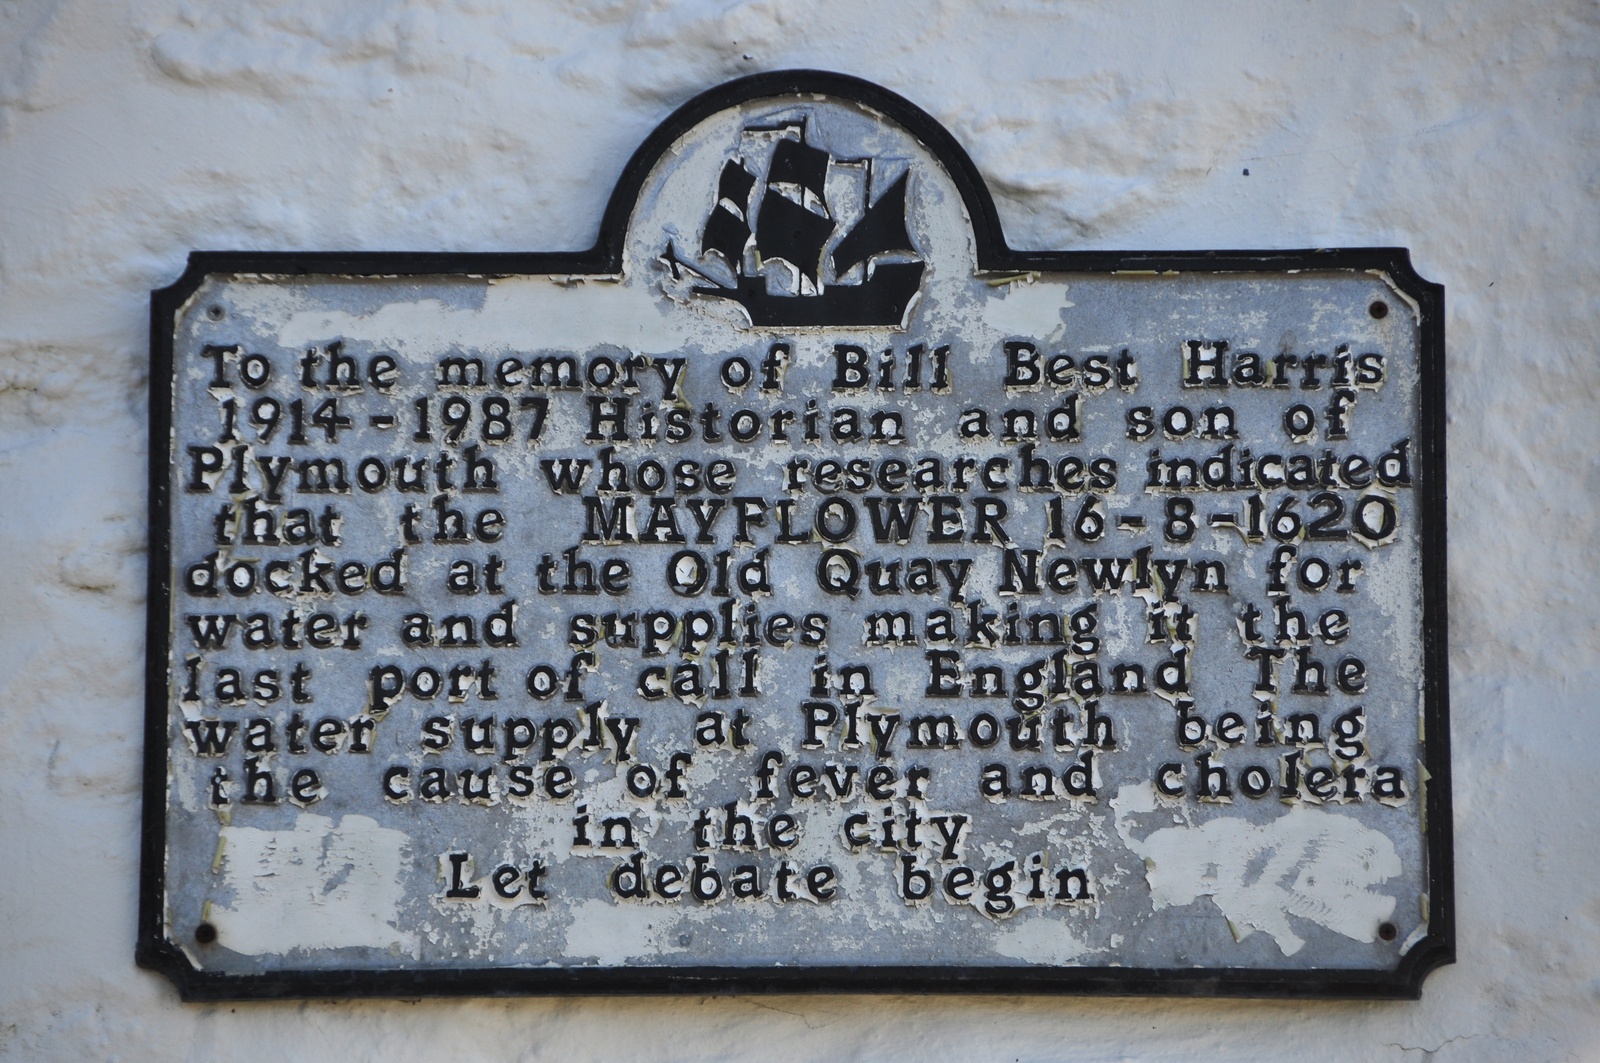 To the memory of Bill Best Harris
1914-1987 Historian and son of
Plymouth whose researches indicated
that the MAYFLOWER 16-8-1620
docked at the Old Quay Newlyn for
water and supplies making it the
last port of call in England The
water supply at Plymouth being
the cause of fever and cholera
in the city
Let debate begin